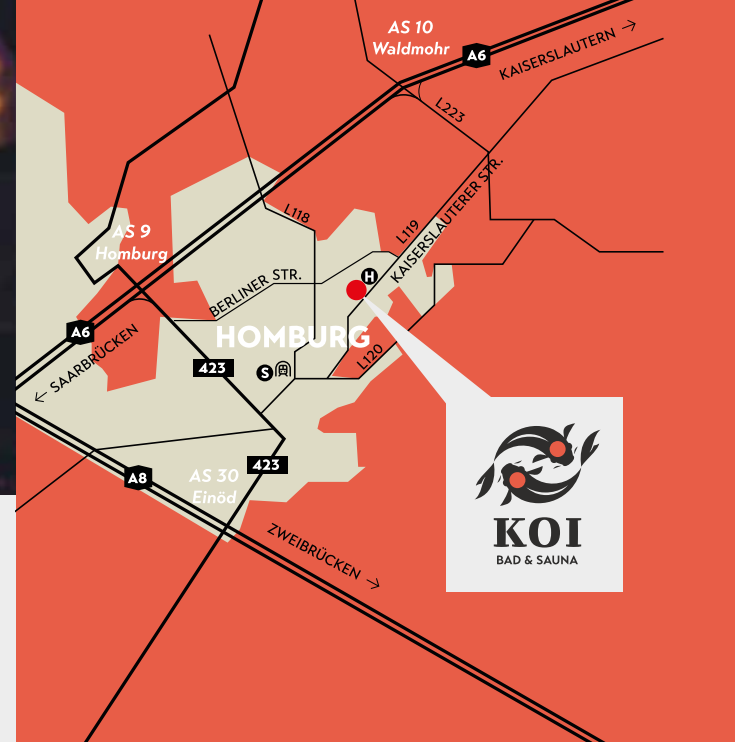 AS 10
Waldmohr
A6
KAISERSLAUTERN →
L223
KAISERSLAUTERER STR.
L118
L119
AS 9
Homburg
H
BERLINER STR.
A6
← SAARBRÜCKEN
HOMBURG
423
S
L120
A8
AS 30
Einöd
423
ZWEIBRÜCKEN →
KOI
BAD & SAUNA